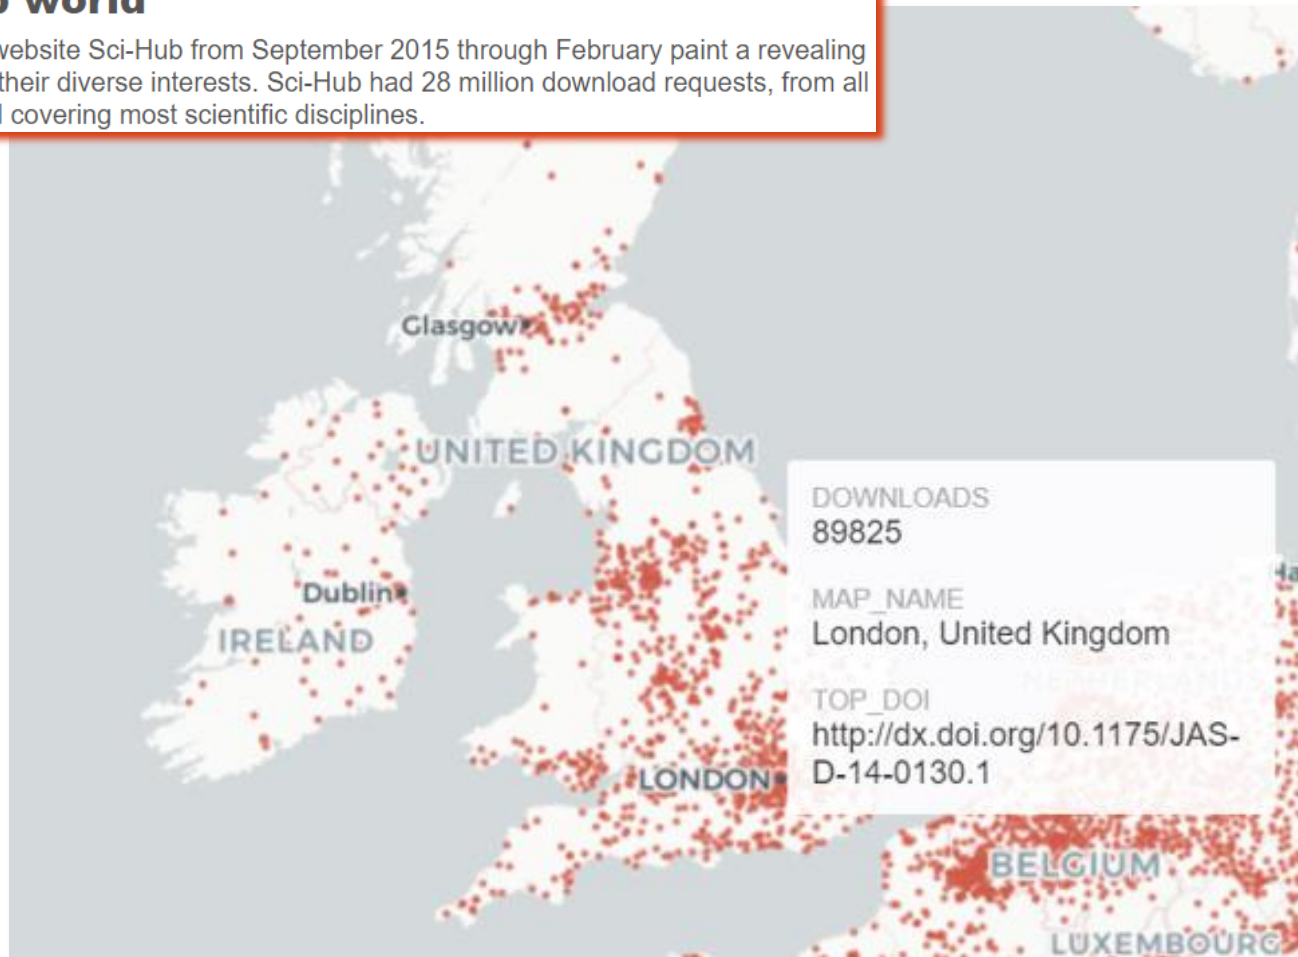 world
website Sci-Hub from September 2015 through February paint a revealing
their diverse interests. Sci-Hub had 28 million download requests, from all
covering most scientific disciplines.
Glasgow
UNITED KINGDOM
DOWNLOADS
89825
MAP_NAME
London, United Kingdom
Dublin
IRELAND
NETHERLANDS
TOP_DOI
http://dx.doi.org/10.1175/JAS-
D-14-0130.1
LONDON
BELGIUM
LUXEMBOURG